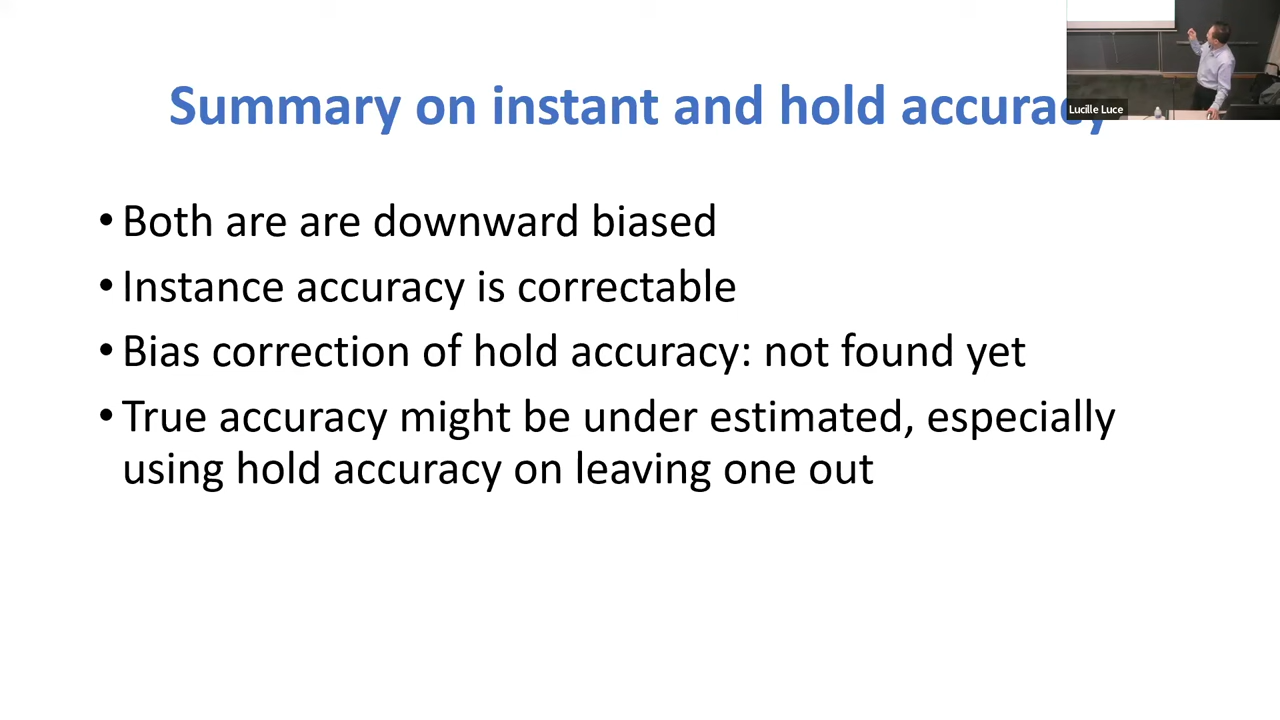 Summary on instant and hold accuracy
Lucille Luce
• Both are are downward biased
• Instance accuracy is correctable
• Bias correction of hold accuracy: not found yet
• True accuracy might be under estimated, especially
using hold accuracy on leaving one out